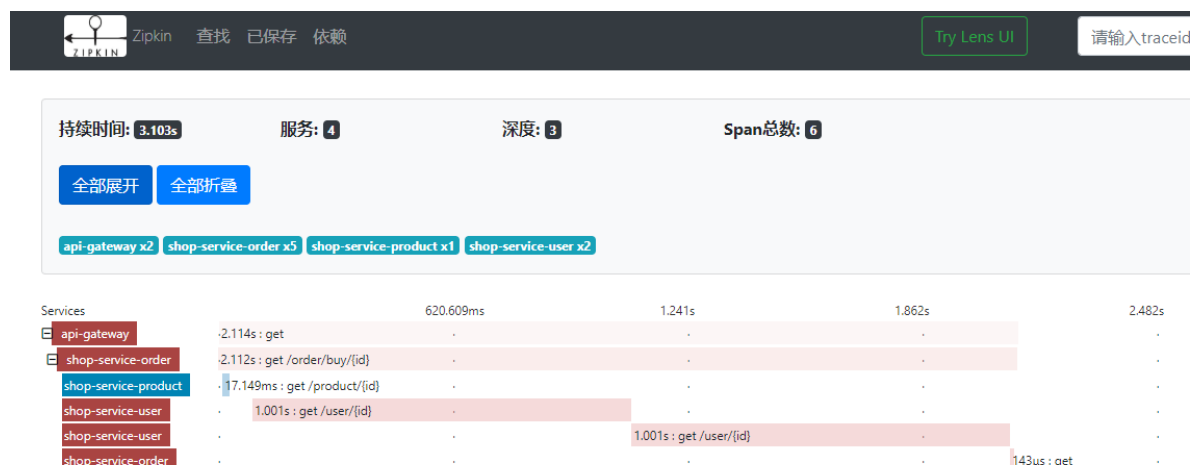 ZIPKIN Zipkin 查找 已保存 依赖 Try Lens UI 请输入traceid
持续时间: 3.103s 服务: 4 深度: 3 Span总数: 6
全部展开 全部折叠
api-gateway x2 shop-service-order x5 shop-service-product x1 shop-service-user x2
Services 620.609ms 1.241s 1.862s 2.482s
api-gateway 2.114s : get
shop-service-order 2.112s : get /order/buy/{id}
shop-service-product 17.149ms : get /product/{id}
shop-service-user 1.001s : get /user/{id}
shop-service-user 1.001s : get /user/{id}
shop-service-order 143μs : get